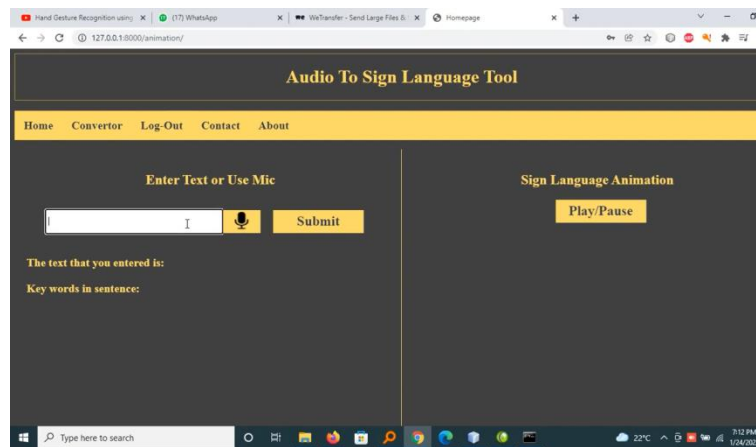 Hand Gesture Recognition using
(17) WhatsApp
WeTransfer - Send Large Files &
Homepage
127.0.0.1:8000/animation/
Audio To Sign Language Tool
Home Convertor Log-Out Contact About
Enter Text or Use Mic
Submit
The text that you entered is:
Key words in sentence:
Sign Language Animation
Play/Pause
Type here to search
22°C
7:12 PM